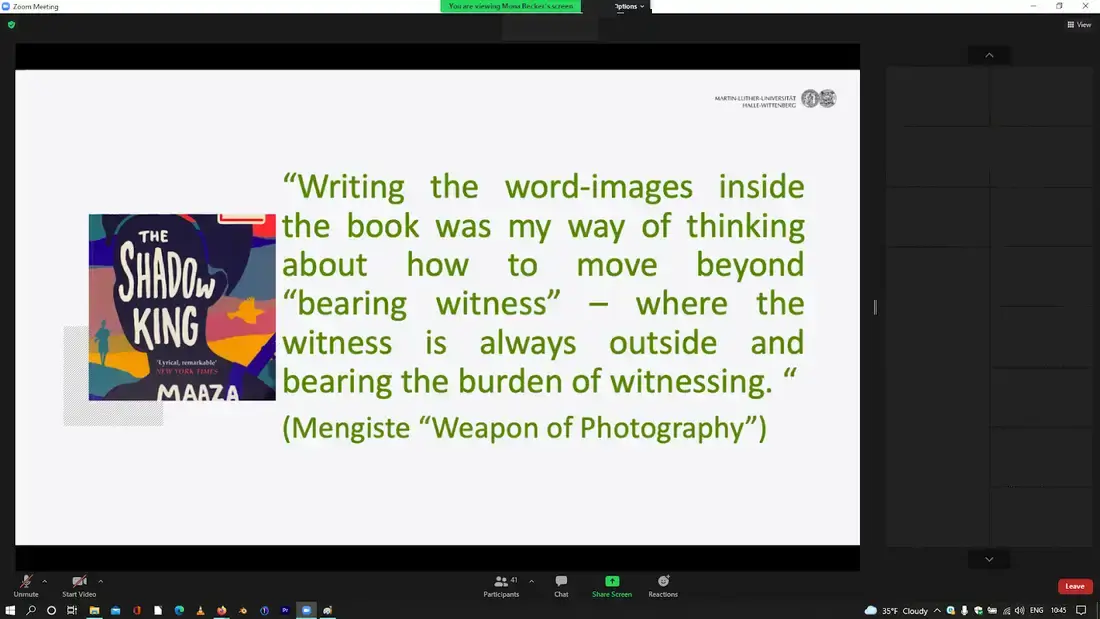 Zoom Meeting
You are viewing Mona Becker's screen
Options
View
MARTIN-LUTHER-UNIVERSITÄT
HALLE-WITTENBERG
“Writing the word-images inside
the book was my way of thinking
about how to move beyond
“bearing witness” – where the
witness is always outside and
bearing the burden of witnessing. “
(Mengiste “Weapon of Photography”)
THE
SHADOW
KING
'Lyrical, remarkable'
NEW YORK TIMES
MAAZA
Unmute
Start Video
41
Participants
Chat
Share Screen
Reactions
Leave
35°F Cloudy
ENG
10:45